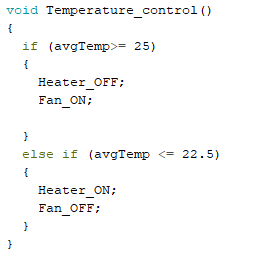 void Temperature_control()
{
  if (avgTemp>= 25)
  {
    Heater_OFF;
    Fan_ON;

  }
  else if (avgTemp <= 22.5)
  {
    Heater_ON;
    Fan_OFF;
  }
}